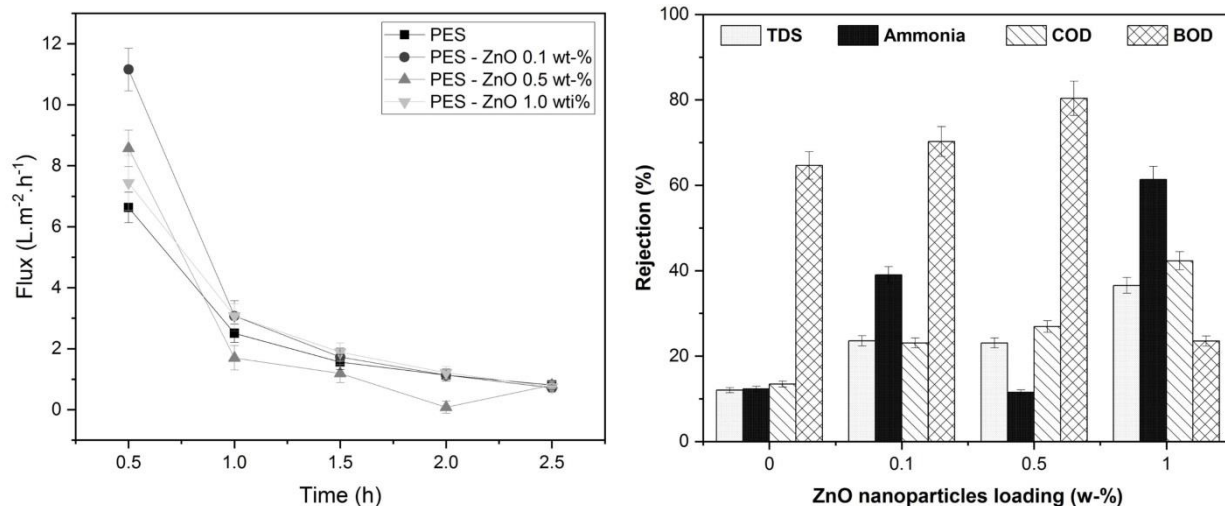 PES
PES - ZnO 0.1 wt-%
PES - ZnO 0.5 wt-%
PES - ZnO 1.0 wti%
12
10
8
6
4
2
0
Flux (L.m⁻².h⁻¹)
0.5 1.0 1.5 2.0 2.5
Time (h)
TDS Ammonia COD BOD
100
80
60
40
20
0
Rejection (%)
0 0.1 0.5 1
ZnO nanoparticles loading (w-%)